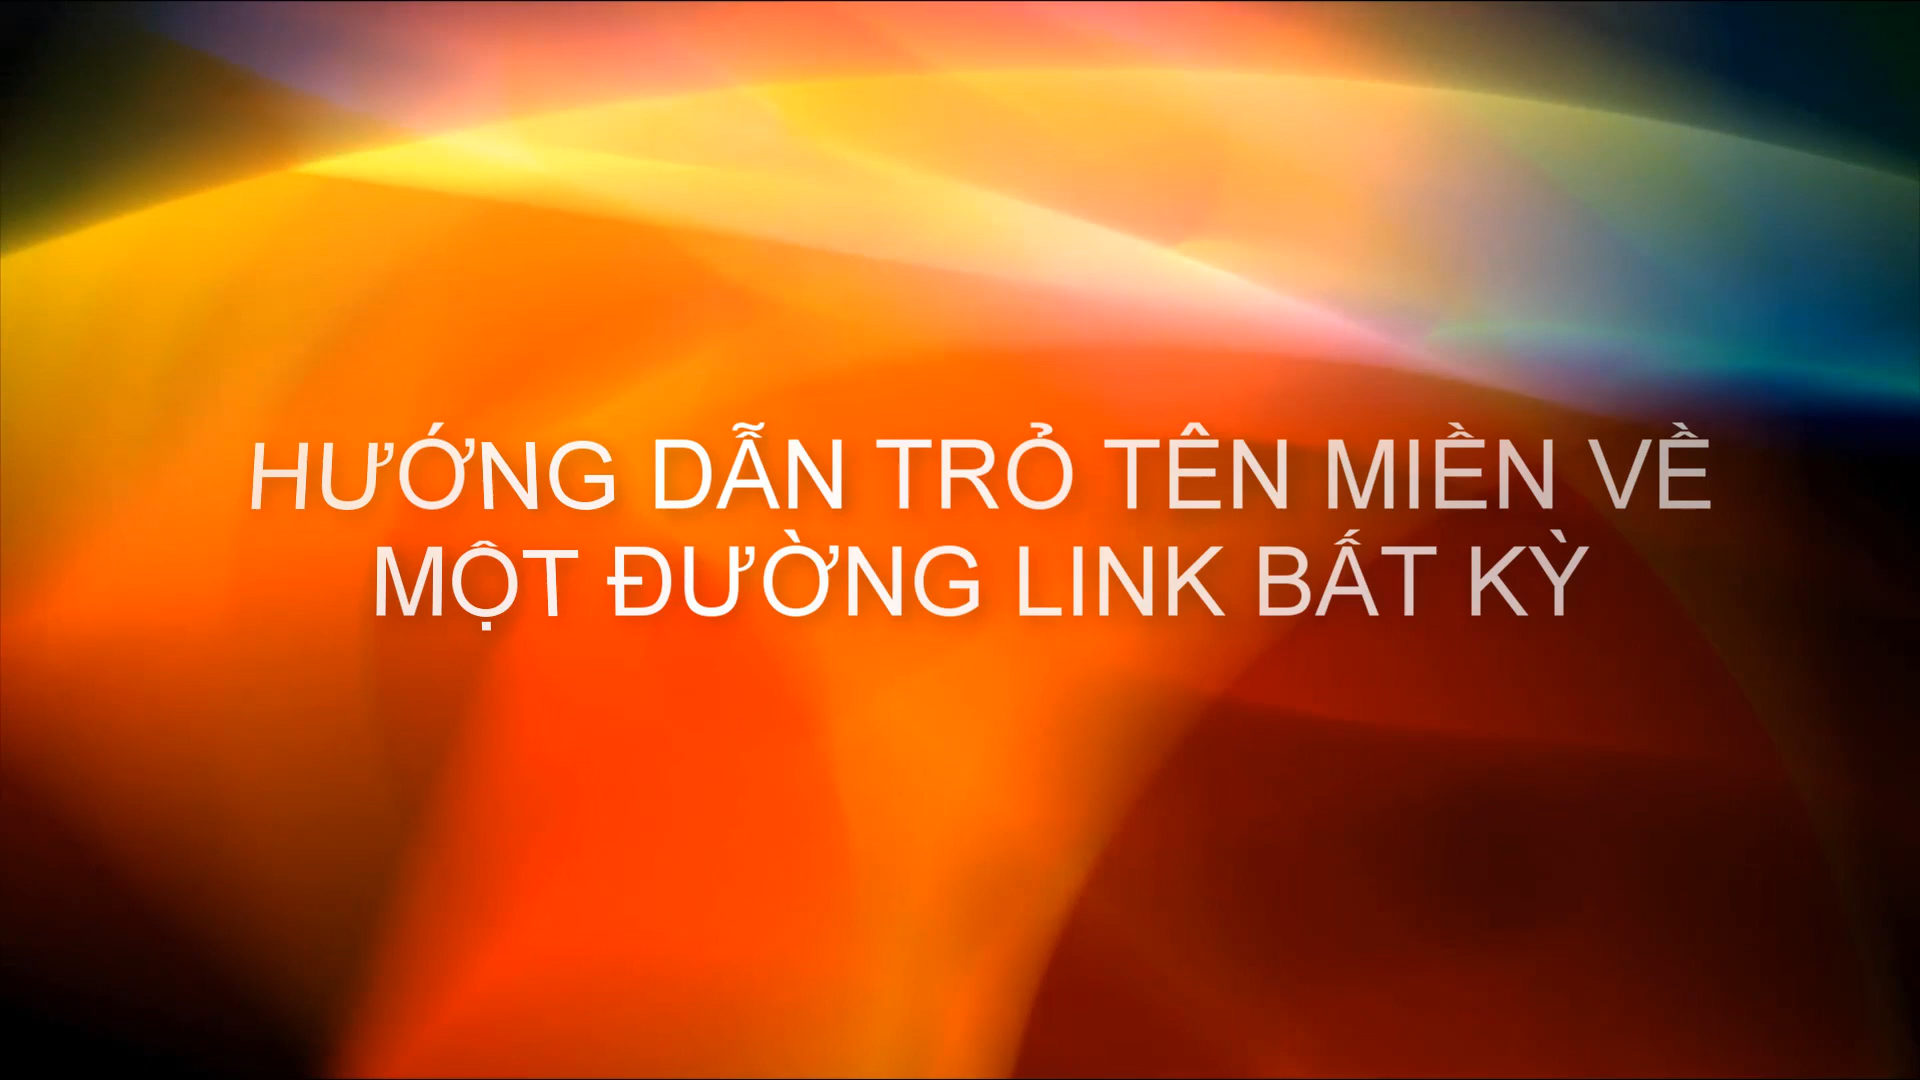 HƯỚNG DẪN TRỎ TÊN MIỀN VỀ
MỘT ĐƯỜNG LINK BẤT KỲ